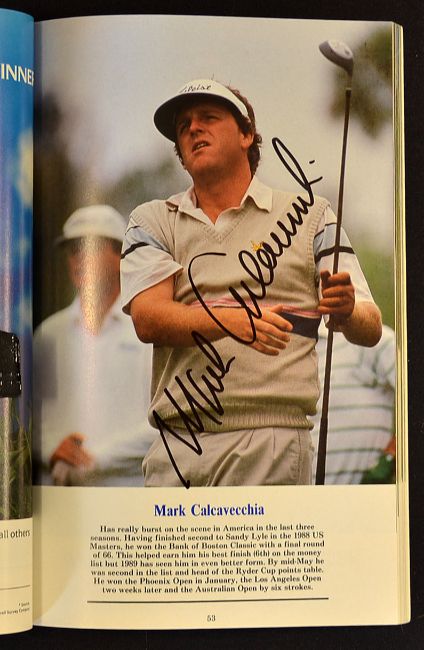 INNER
all others
Mark Calcavecchia
Mark Calcavecchia
Has really burst on the scene in America in the last three
seasons. Having finished second to Sandy Lyle in the 1988 US
Masters, he won the Bank of Boston Classic with a final round
of 66. This helped earn him his best finish (6th) on the money
list but 1989 has seen him in even better form. By mid-May he
was second in the list and head of the Ryder Cup points table.
He won the Phoenix Open in January, the Los Angeles Open
two weeks later and the Australian Open by six strokes.
53